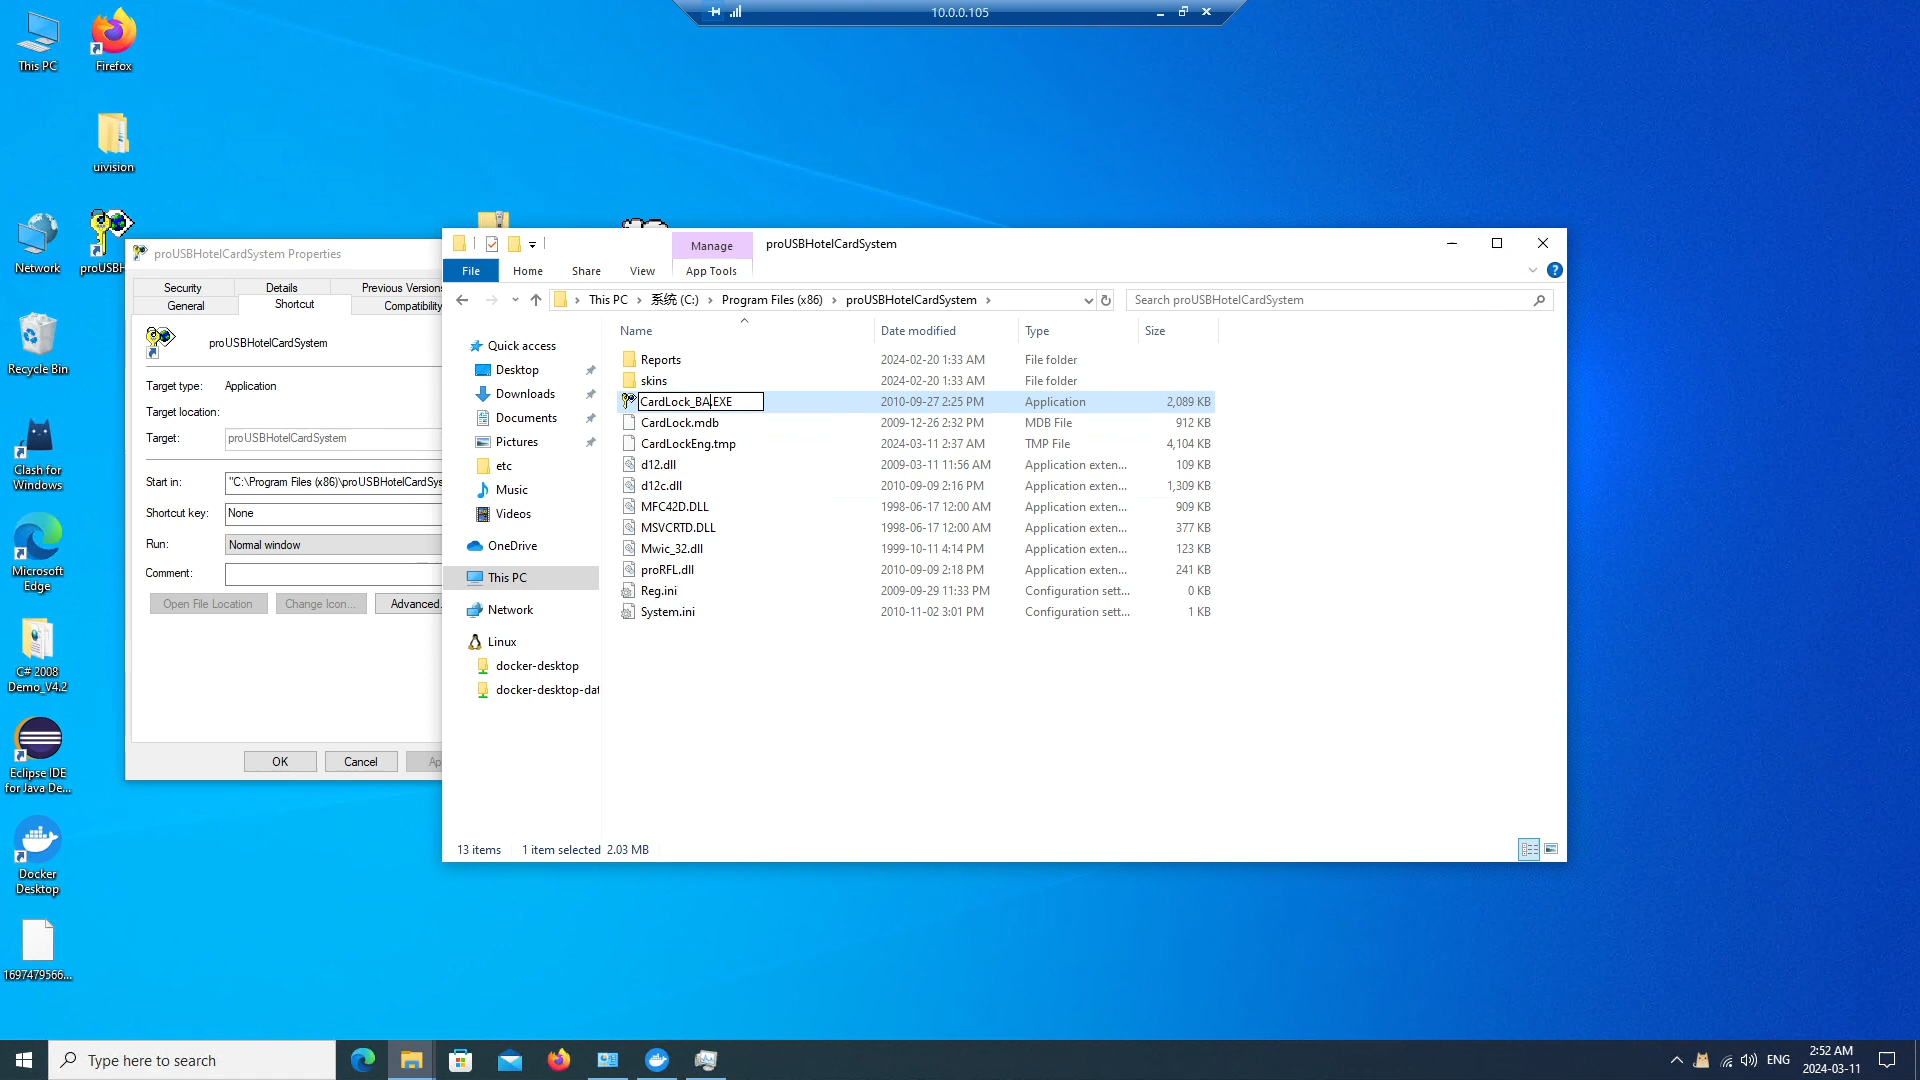 10.0.0.105
This PC
Firefox
uivision
Network
proUSBH
Recycle Bin
Clash for
Windows
Microsoft
Edge
C# 2008
Demo_V4.2
Eclipse IDE
for Java De...
Docker
Desktop
1697479566...
proUSBHotelCardSystem Properties
Security
Details
Previous Versions
General
Shortcut
Compatibility
proUSBHotelCardSystem
Target type:
Application
Target location:
Target:
proUSBHotelCardSystem
Start in:
"C:\Program Files (x86)\proUSBHotelCardSys
Shortcut key:
None
Run:
Normal window
Comment:
Open File Location
Change Icon...
Advanced.
OK
Cancel
Ap
Manage
proUSBHotelCardSystem
File
Home
Share
View
App Tools
This PC
系统 (C:)
Program Files (x86)
proUSBHotelCardSystem
Search proUSBHotelCardSystem
Quick access
Desktop
Downloads
Documents
Pictures
etc
Music
Videos
OneDrive
This PC
Network
Linux
docker-desktop
docker-desktop-dat
Name Date modified Type Size
Reports 2024-02-20 1:33 AM File folder
skins 2024-02-20 1:33 AM File folder
CardLock_BA.EXE 2010-09-27 2:25 PM Application 2,089 KB
CardLock.mdb 2009-12-26 2:32 PM MDB File 912 KB
CardLockEng.tmp 2024-03-11 2:37 AM TMP File 4,104 KB
d12.dll 2009-03-11 11:56 AM Application exten... 109 KB
d12c.dll 2010-09-09 2:16 PM Application exten... 1,309 KB
MFC42D.DLL 1998-06-17 12:00 AM Application exten... 909 KB
MSVCRTD.DLL 1998-06-17 12:00 AM Application exten... 377 KB
Mwic_32.dll 1999-10-11 4:14 PM Application exten... 123 KB
proRFL.dll 2010-09-09 2:18 PM Application exten... 241 KB
Reg.ini 2009-09-29 11:33 PM Configuration sett... 0 KB
System.ini 2010-11-02 3:01 PM Configuration sett... 1 KB
13 items
1 item selected 2.03 MB
Type here to search
ENG
2:52 AM
2024-03-11